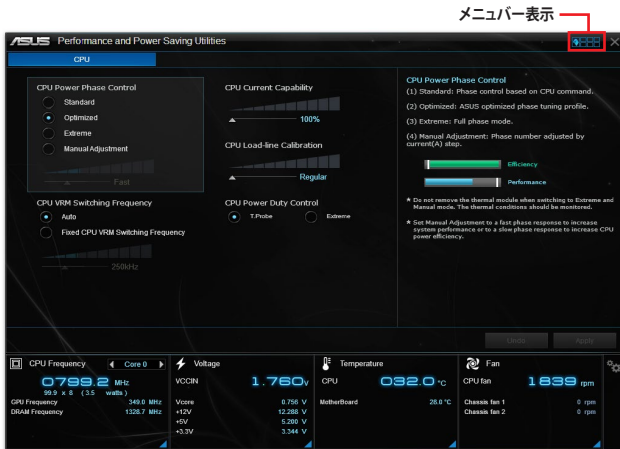 メニュバー表示
ASUS Performance and Power Saving Utilities
CPU
CPU Power Phase Control
Standard
Optimized
Extreme
Manual Adjustment
Fast
CPU VRM Switching Frequency
Auto
Fixed CPU VRM Switching Frequency
250kHz
CPU Current Capability
100%
CPU Load-line Calibration
Regular
CPU Power Duty Control
T.Probe Extreme
CPU Power Phase Control
(1) Standard: Phase control based on CPU command.
(2) Optimized: ASUS optimized phase tuning profile.
(3) Extreme: Full phase mode.
(4) Manual Adjustment: Phase number adjusted by
current(A) step.
Efficiency
Performance
* Do not remove the thermal module when switching to Extreme and
Manual mode. The thermal conditions should be monitored.
* Set Manual Adjustment to a fast phase response to increase
system performance or to a slow phase response to increase CPU
power efficiency.
Undo Apply
CPU Frequency Core 0
0799.2 MHz
99.9 x 8 (3.5 watts)
GPU Frequency 349.0 MHz
DRAM Frequency 1328.7 MHz
Voltage
VCCIN 1.760v
Vcore 0.756 V
+12V 12.288 V
+5V 5.200 V
+3.3V 3.344 V
Temperature
CPU 032.0 °C
MotherBoard 28.0 °C
Fan
CPU fan 1839 rpm
Chassis fan 1 0 rpm
Chassis fan 2 0 rpm